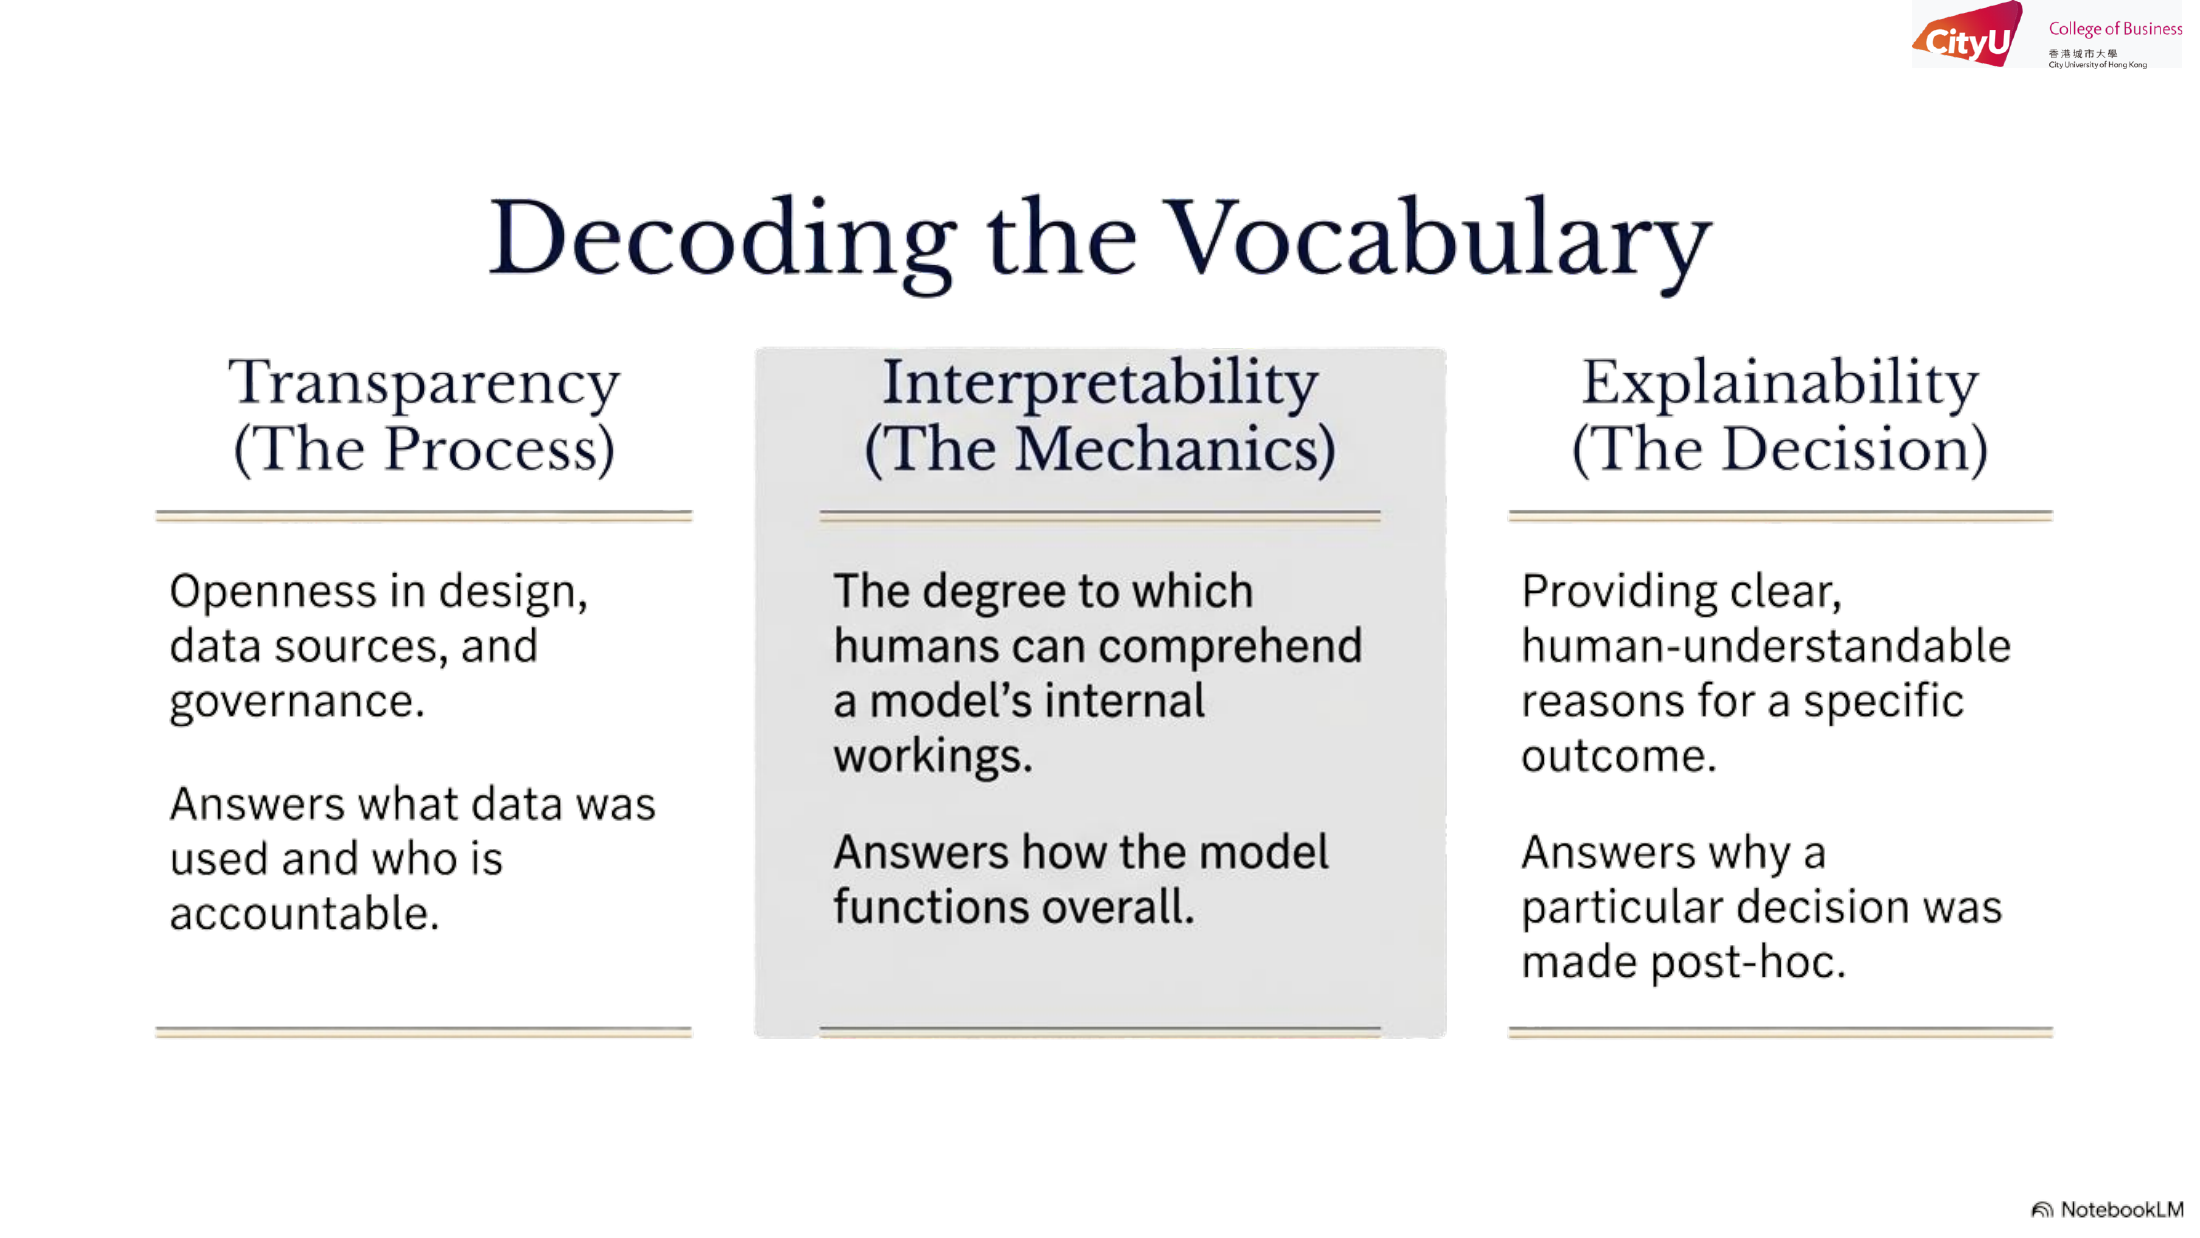 CityU
College of Business
香港城市大學
City University of Hong Kong
Decoding the Vocabulary
Transparency
(The Process)
Openness in design,
data sources, and
governance.
Answers what data was
used and who is
accountable.
Interpretability
(The Mechanics)
The degree to which
humans can comprehend
a model’s internal
workings.
Answers how the model
functions overall.
Explainability
(The Decision)
Providing clear,
human-understandable
reasons for a specific
outcome.
Answers why a
particular decision was
made post-hoc.
NotebookLM